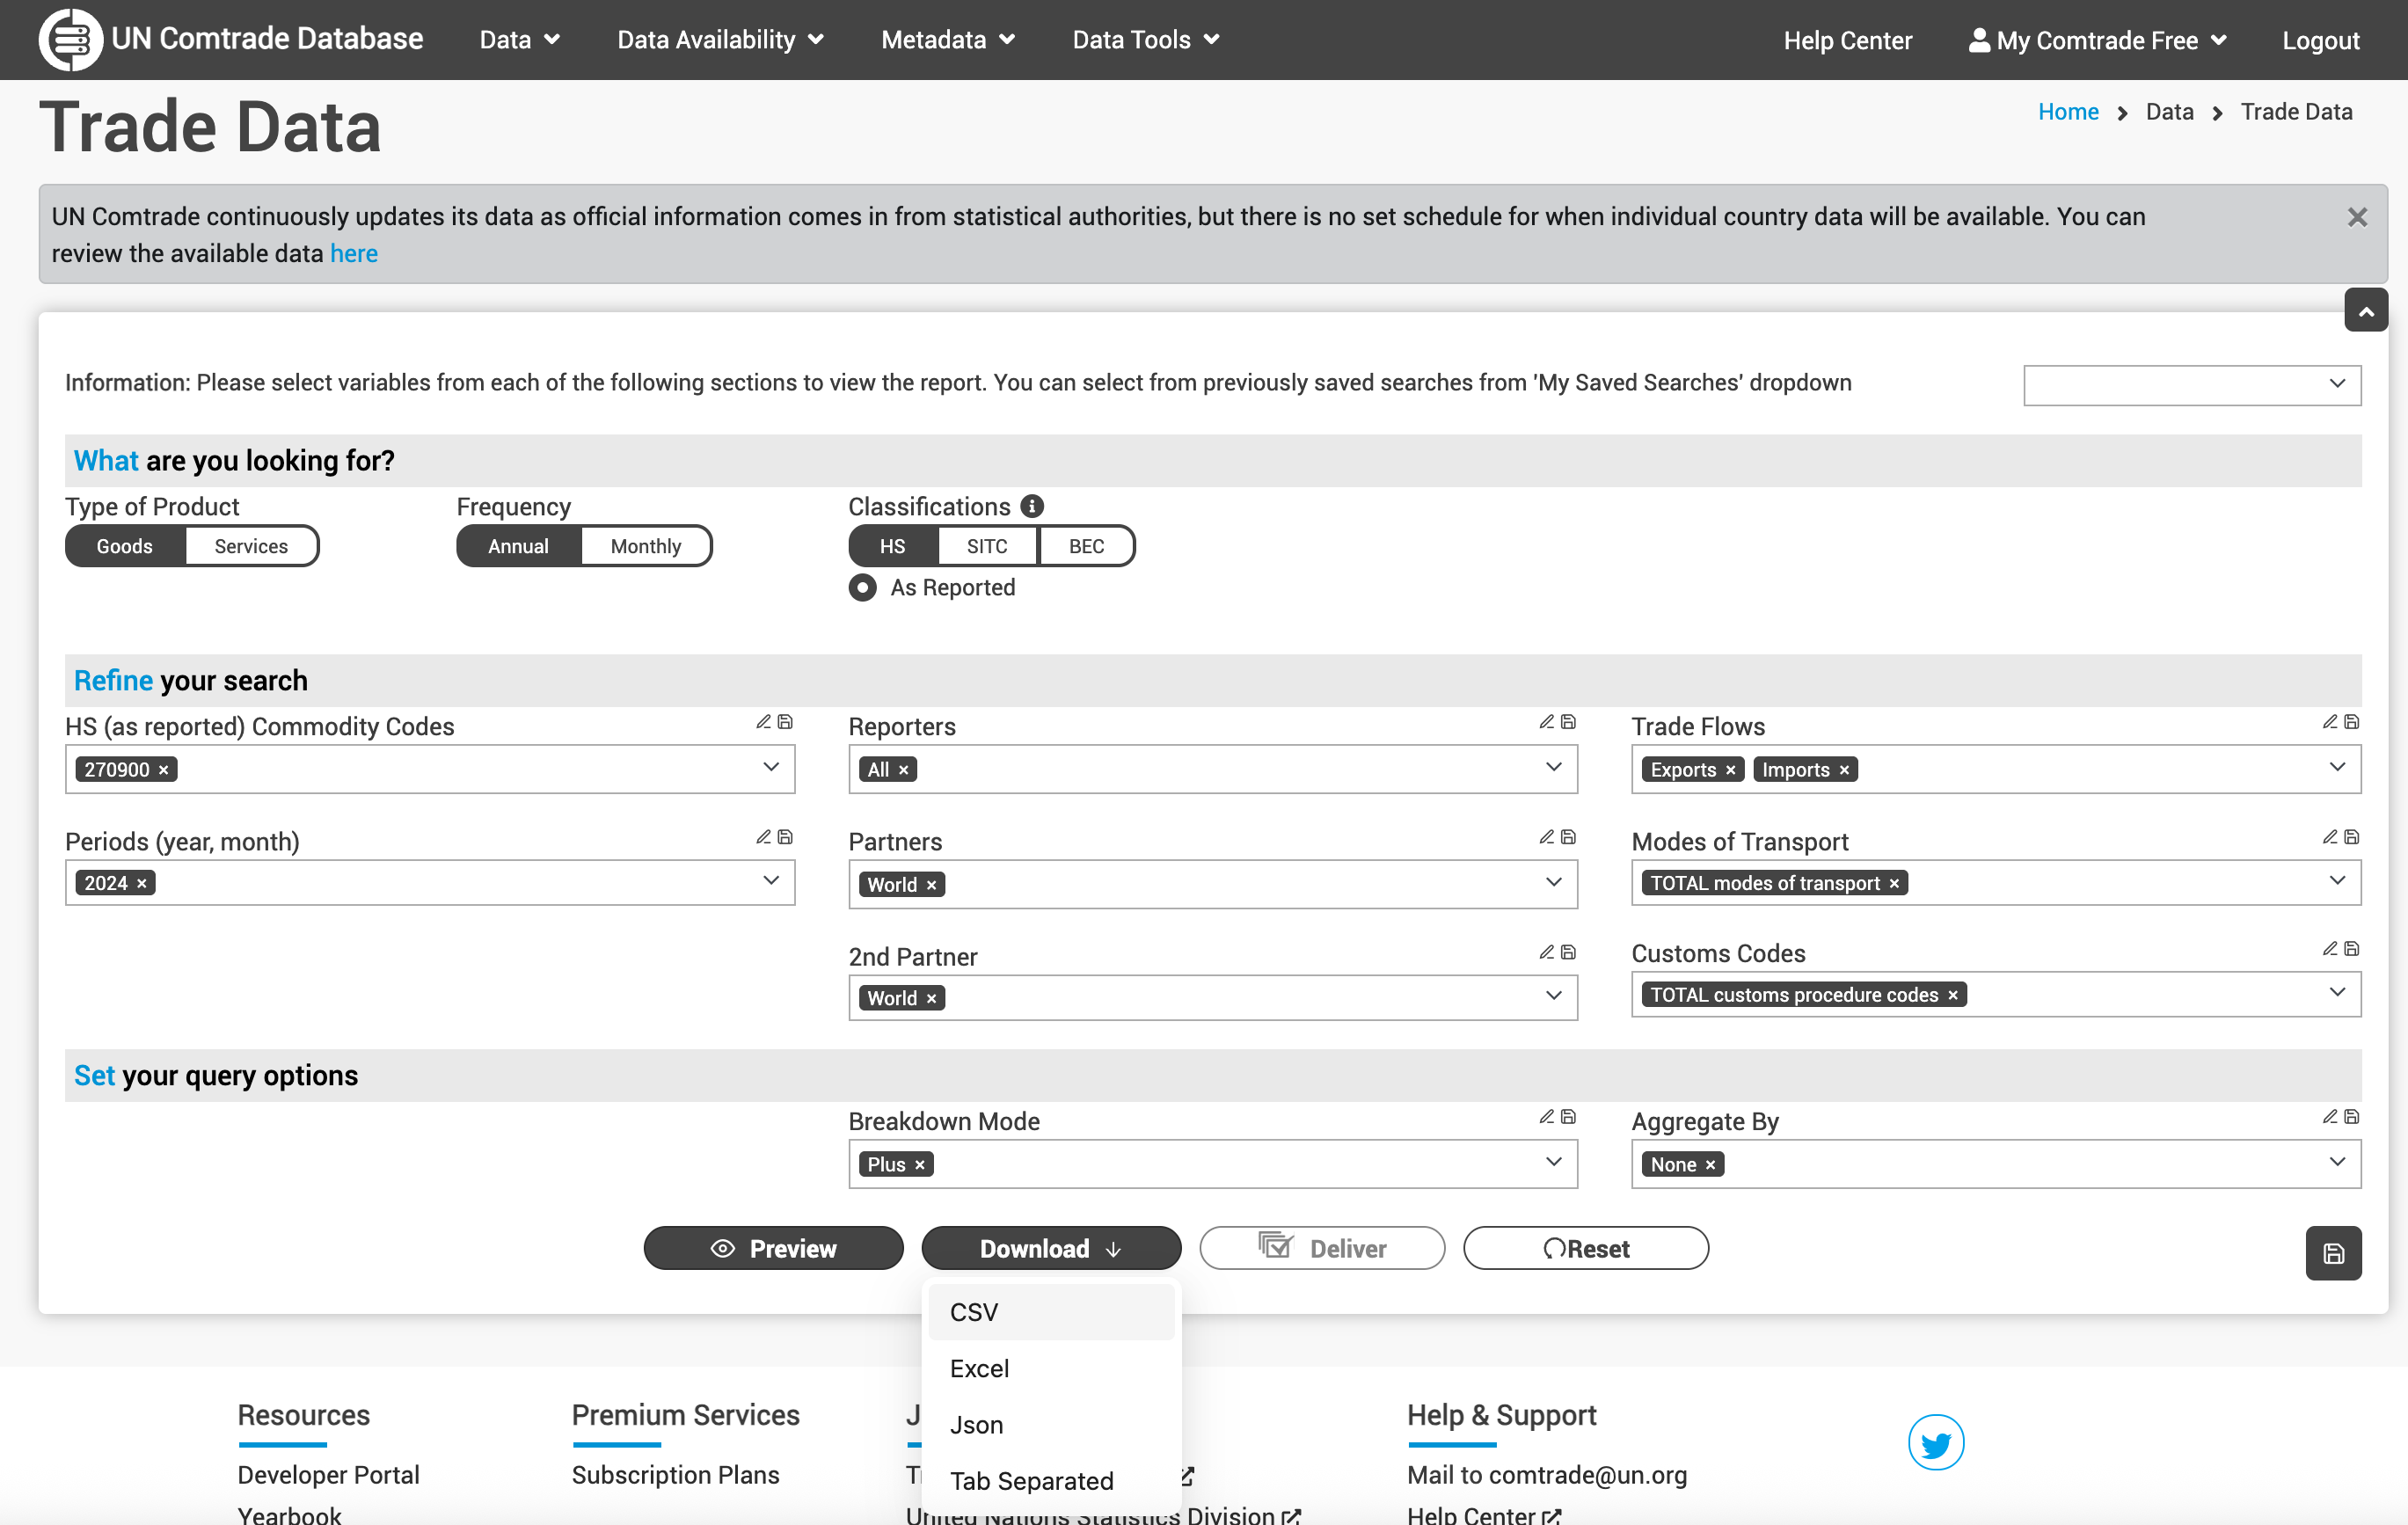 UN Comtrade Database
Data
Data Availability
Metadata
Data Tools
Help Center
My Comtrade Free
Logout
Trade Data
Home > Data > Trade Data
UN Comtrade continuously updates its data as official information comes in from statistical authorities, but there is no set schedule for when individual country data will be available. You can
review the available data here
Information: Please select variables from each of the following sections to view the report. You can select from previously saved searches from 'My Saved Searches' dropdown
What are you looking for?
Type of Product
Goods Services
Frequency
Annual Monthly
Classifications
HS SITC BEC
As Reported
Refine your search
HS (as reported) Commodity Codes
270900 ×
Reporters
All ×
Trade Flows
Exports × Imports ×
Periods (year, month)
2024 ×
Partners
World ×
Modes of Transport
TOTAL modes of transport ×
2nd Partner
World ×
Customs Codes
TOTAL customs procedure codes ×
Set your query options
Breakdown Mode
Plus ×
Aggregate By
None ×
Preview
Download
Deliver
Reset
CSV
Excel
Json
Tab Separated
Resources
Developer Portal
Yearbook
Premium Services
Subscription Plans
United Nations Statistics Division
Help & Support
Mail to comtrade@un.org
Help Center